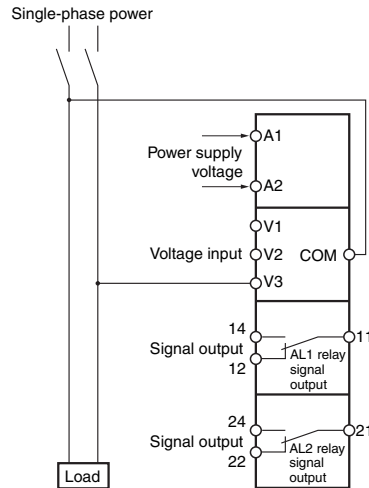 Single-phase power
A1
Power supply
voltage
A2
V1
Voltage input
V2
COM
V3
14
11
Signal output
12
AL1 relay
signal
output
24
21
Signal output
22
AL2 relay
signal
output
Load